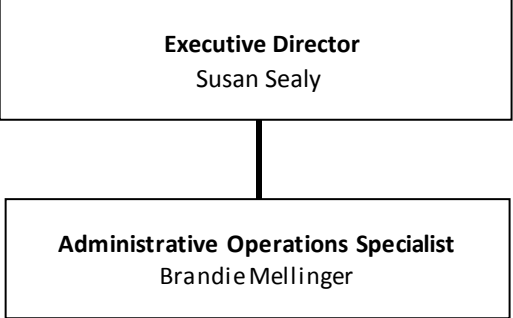 Executive Director
Susan Sealy
Administrative Operations Specialist
Brandie Mellinger